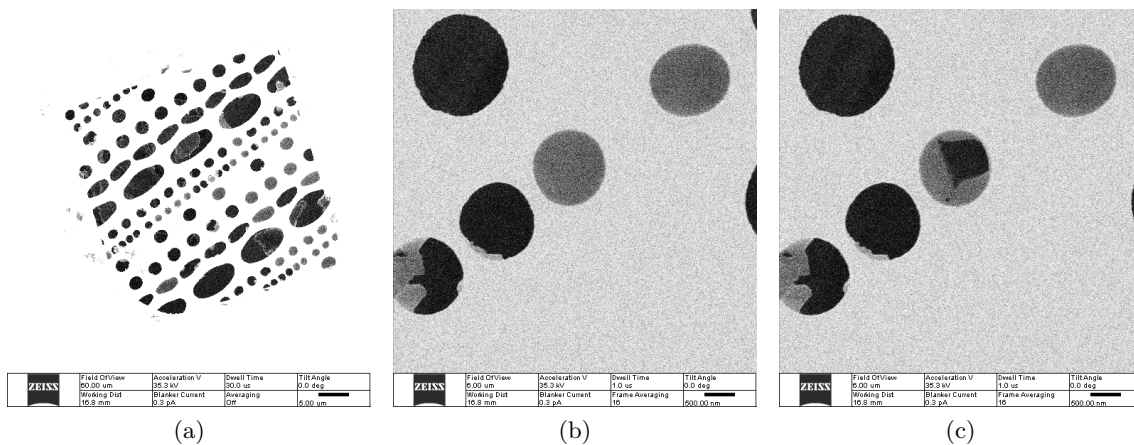 ZEISS
Field Of View
60.00 um
Acceleration V
35.3 kV
Dwell Time
30.0 us
Tilt Angle
0.0 deg
Working Dist
16.8 mm
Blanker Current
0.3 pA
Averaging
Off
5.00 um
ZEISS
Field Of View
6.00 um
Acceleration V
35.3 kV
Dwell Time
1.0 us
Tilt Angle
0.0 deg
Working Dist
16.8 mm
Blanker Current
0.3 pA
Frame Averaging
16
500.00 nm
ZEISS
Field Of View
6.00 um
Acceleration V
35.3 kV
Dwell Time
1.0 us
Tilt Angle
0.0 deg
Working Dist
16.8 mm
Blanker Current
0.3 pA
Frame Averaging
16
500.00 nm
(a)
(b)
(c)